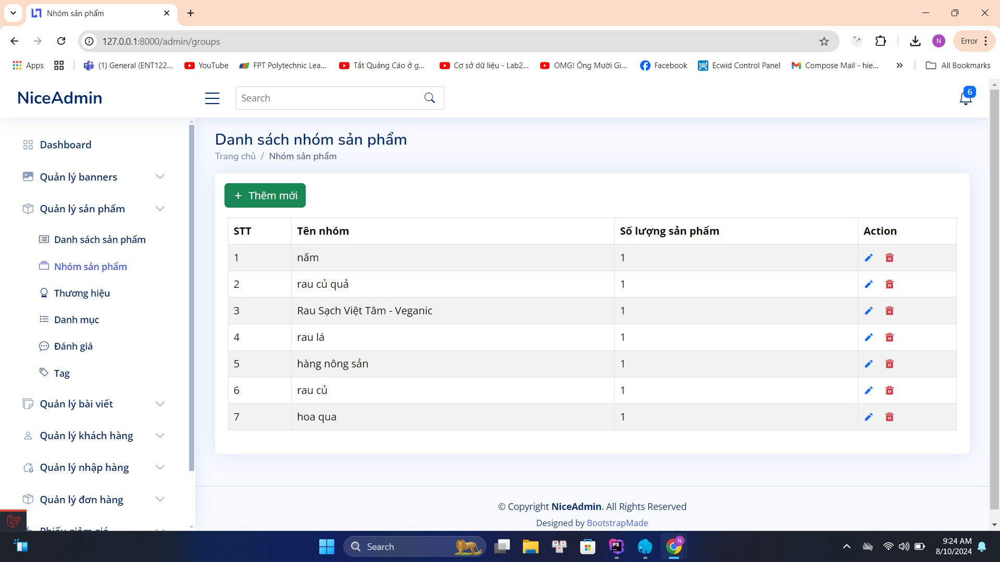 Nhóm sản phẩm
127.0.0.1:8000/admin/groups
N
Error
Apps
(1) General (ENT122...
YouTube
FPT Polytechnic Lea...
Tắt Quảng Cáo ở g...
Cơ sở dữ liệu - Lab2...
OMG! Ông Mười Gi...
Facebook
Ecwid Control Panel
Compose Mail - hie...
All Bookmarks
NiceAdmin
Search
6
Dashboard
Quản lý banners
Quản lý sản phẩm
Danh sách sản phẩm
Nhóm sản phẩm
Thương hiệu
Danh mục
Đánh giá
Tag
Quản lý bài viết
Quản lý khách hàng
Quản lý nhập hàng
Quản lý đơn hàng
Phiếu giảm giá
Danh sách nhóm sản phẩm
Trang chủ / Nhóm sản phẩm
+ Thêm mới
STT Tên nhóm Số lượng sản phẩm Action
1 nấm 1
2 rau củ quả 1
3 Rau Sạch Việt Tâm - Veganic 1
4 rau lá 1
5 hàng nông sản 1
6 rau củ 1
7 hoa qua 1
© Copyright NiceAdmin. All Rights Reserved
Designed by BootstrapMade
Search
PS
N
9:24 AM
8/10/2024